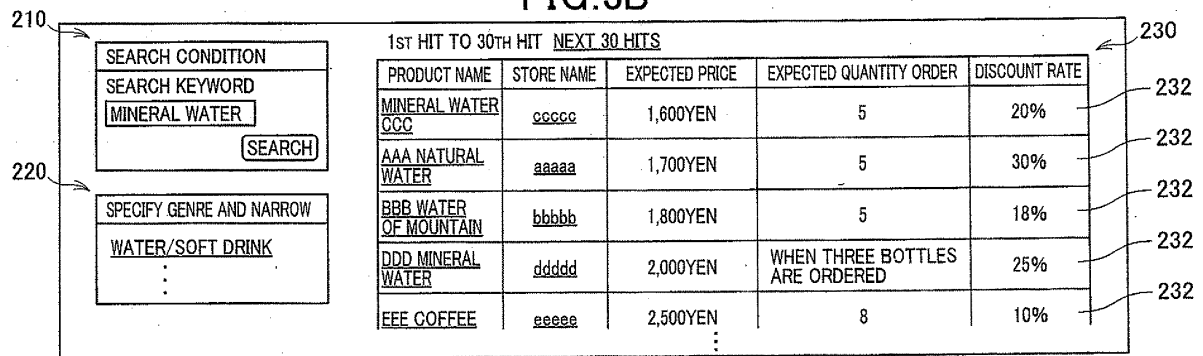 FIG.3B
210
SEARCH CONDITION
SEARCH KEYWORD
MINERAL WATER
SEARCH
220
SPECIFY GENRE AND NARROW
WATER/SOFT DRINK
1ST HIT TO 30TH HIT NEXT 30 HITS
230
PRODUCT NAME STORE NAME EXPECTED PRICE EXPECTED QUANTITY ORDER DISCOUNT RATE
MINERAL WATER
CCC ccccc 1,600YEN 5 20% 232
AAA NATURAL
WATER aaaaa 1,700YEN 5 30% 232
BBB WATER
OF MOUNTAIN bbbbb 1,800YEN 5 18% 232
DDD MINERAL
WATER ddddd 2,000YEN WHEN THREE BOTTLES
ARE ORDERED 25% 232
EEE COFFEE eeeee 2,500YEN 8 10% 232